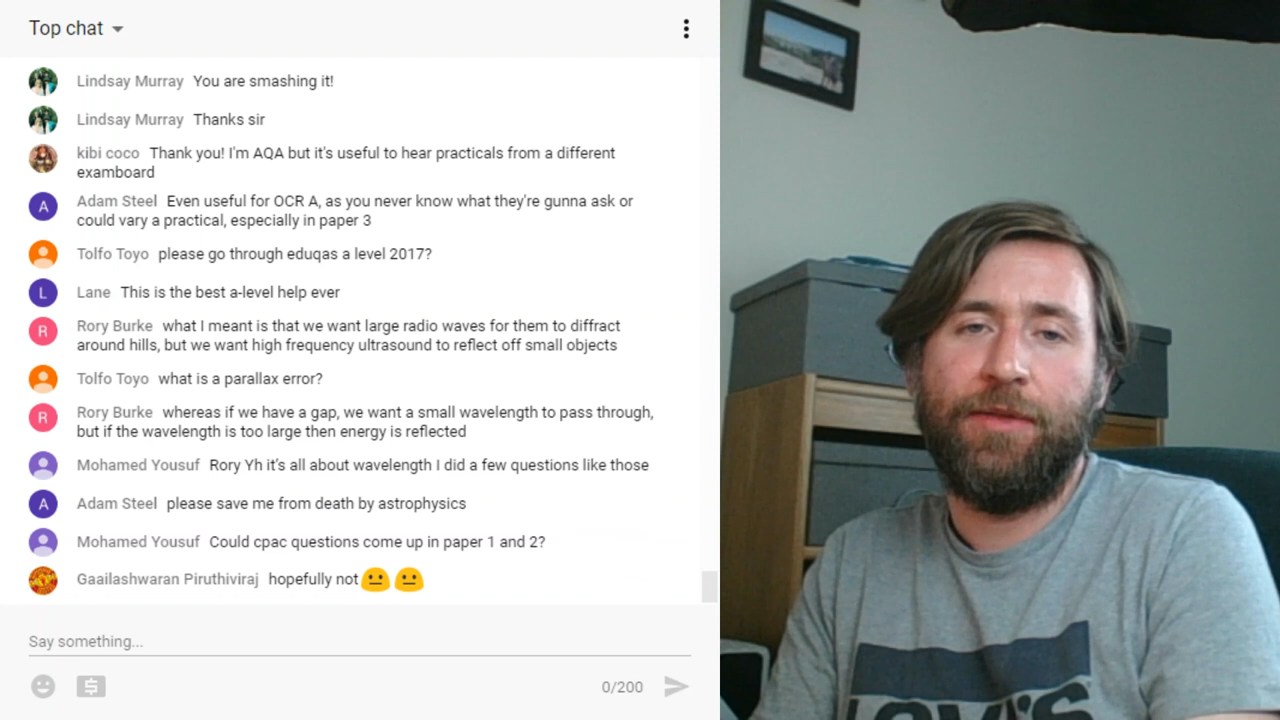 Top chat
Lindsay Murray You are smashing it!
Lindsay Murray Thanks sir
kibi coco Thank you! I'm AQA but it's useful to hear practicals from a different
examboard
A Adam Steel Even useful for OCR A, as you never know what they're gunna ask or
could vary a practical, especially in paper 3
Tolfo Toyo please go through eduqas a level 2017?
L Lane This is the best a-level help ever
R Rory Burke what I meant is that we want large radio waves for them to diffract
around hills, but we want high frequency ultrasound to reflect off small objects
Tolfo Toyo what is a parallax error?
R Rory Burke whereas if we have a gap, we want a small wavelength to pass through,
but if the wavelength is too large then energy is reflected
Mohamed Yousuf Rory Yh it's all about wavelength I did a few questions like those
A Adam Steel please save me from death by astrophysics
Mohamed Yousuf Could cpac questions come up in paper 1 and 2?
Gaailashwaran Piruthiviraj hopefully not😐😐
Say something...
0/200
LEVI'S